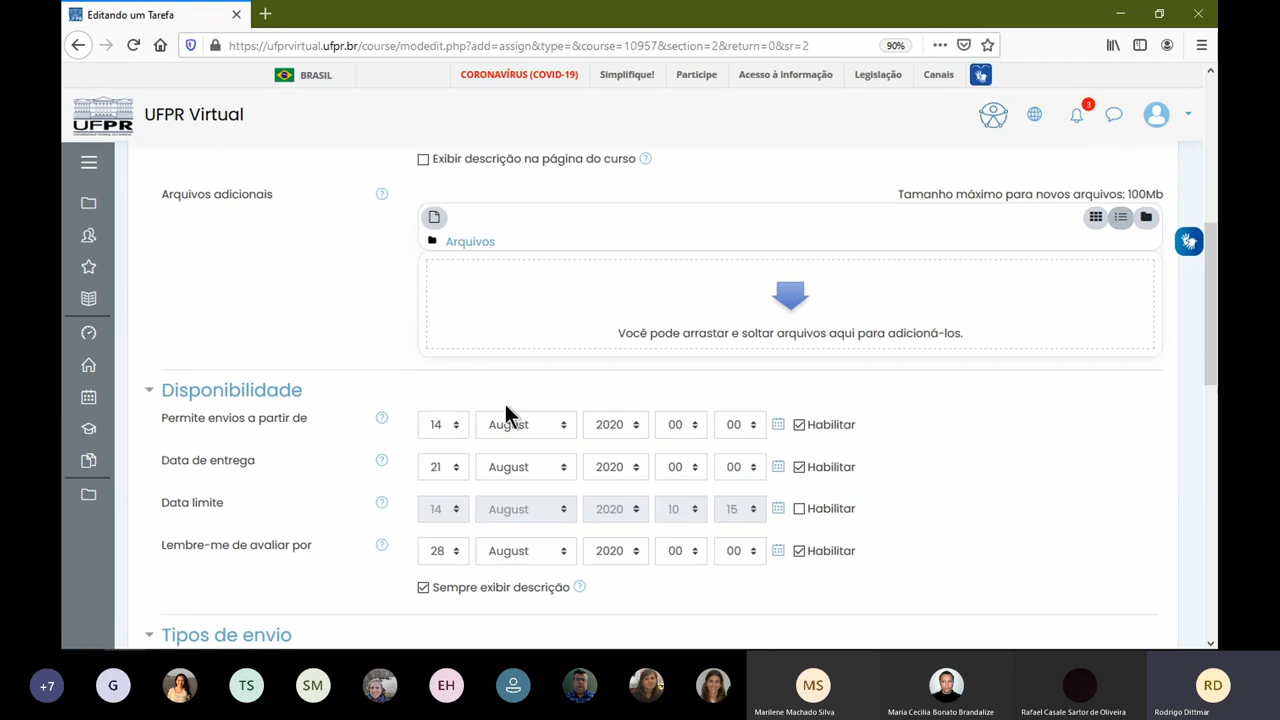 Editando um Tarefa
https://ufprvirtual.ufpr.br/course/modedit.php?add=assign&type=&course=10957&section=2&return=0&sr=2
90%
BRASIL
CORONAVÍRUS (COVID-19)
Simplifique!
Participe
Acesso à informação
Legislação
Canais
UFPR
UFPR Virtual
3
Exibir descrição na página do curso
Arquivos adicionais
Tamanho máximo para novos arquivos: 100Mb
Arquivos
Você pode arrastar e soltar arquivos aqui para adicioná-los.
Disponibilidade
Permite envios a partir de
14 August 2020 00 00 Habilitar
Data de entrega
21 August 2020 00 00 Habilitar
Data limite
14 August 2020 10 15 Habilitar
Lembre-me de avaliar por
28 August 2020 00 00 Habilitar
Sempre exibir descrição
Tipos de envio
+7
G
TS
SM
EH
MS
RD
Marilene Machado Silva
Maria Cecilia Bonato Brandalize
Rafael Casale Sartor de Oliveira
Rodrigo Dittmar